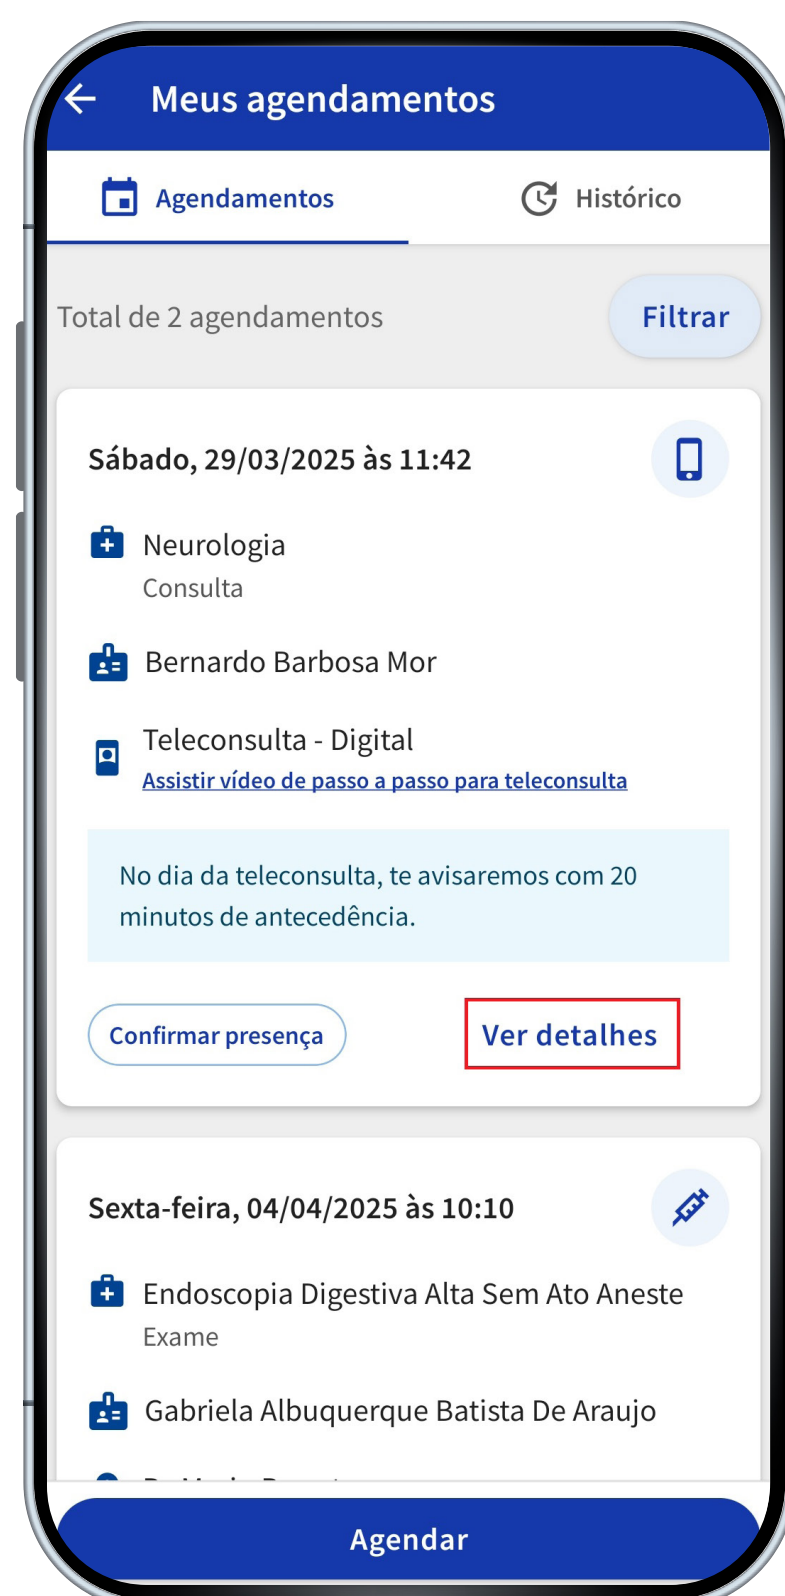 Meus agendamentos
Agendamentos
Histórico
Total de 2 agendamentos
Filtrar
Sábado, 29/03/2025 às 11:42
Neurologia
Consulta
Bernardo Barbosa Mor
Teleconsulta - Digital
Assistir vídeo de passo a passo para teleconsulta
No dia da teleconsulta, te avisaremos com 20
minutos de antecedência.
Confirmar presença
Ver detalhes
Sexta-feira, 04/04/2025 às 10:10
Endoscopia Digestiva Alta Sem Ato Aneste
Exame
Gabriela Albuquerque Batista De Araujo
Agendar